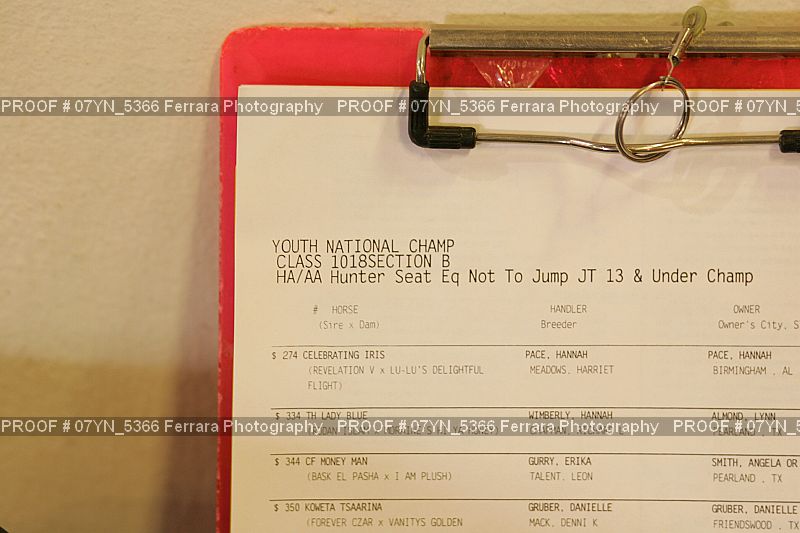 PROOF # 07YN_5366 Ferrara Photography PROOF # 07YN_5366 Ferrara Photography PROOF #
YOUTH NATIONAL CHAMP
CLASS 1018SECTION B
HA/AA Hunter Seat Eq Not To Jump JT 13 & Under Champ
# HORSE HANDLER OWNER
(Sire x Dam) Breeder Owner's City, S
$ 274 CELEBRATING IRIS PACE, HANNAH PACE, HANNAH
(REVELATION V x LU-LU'S DELIGHTFUL MEADOWS, HARRIET BIRMINGHAM , AL
FLIGHT)
$ 334 TH LADY BLUE WIMBERLY, HANNAH ALMOND, LYNN
PROOF # 07YN_5366 Ferrara Photography PROOF # 07YN_5366 Ferrara Photography PROOF #
PEARLAND , TX
$ 344 CF MONEY MAN GURRY, ERIKA SMITH, ANGELA OR
(BASK EL PASHA x I AM PLUSH) TALENT, LEON PEARLAND , TX
$ 350 KOWETA TSAARINA GRUBER, DANIELLE GRUBER, DANIELLE
(FOREVER CZAR x VANITYS GOLDEN MACK, DENNI K FRIENDSWOOD , TX